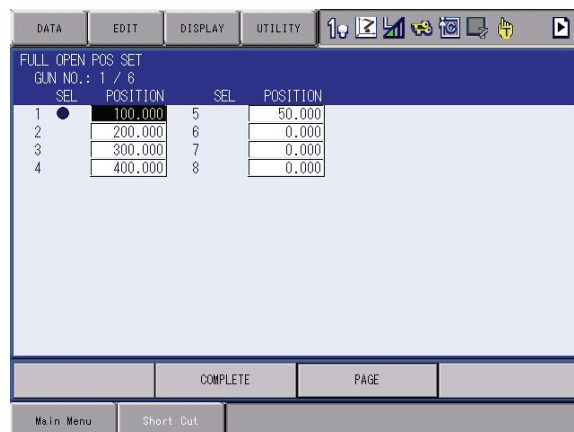 DATA EDIT DISPLAY UTILITY
FULL OPEN POS SET
GUN NO.: 1 / 6
SEL POSITION SEL POSITION
1 ● 100.000 5 50.000
2 200.000 6 0.000
3 300.000 7 0.000
4 400.000 8 0.000
COMPLETE PAGE
Main Menu Short Cut